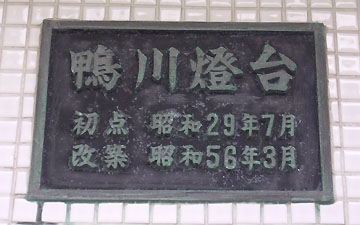 鴨川燈台
初点 昭和29年7月
改築 昭和56年3月